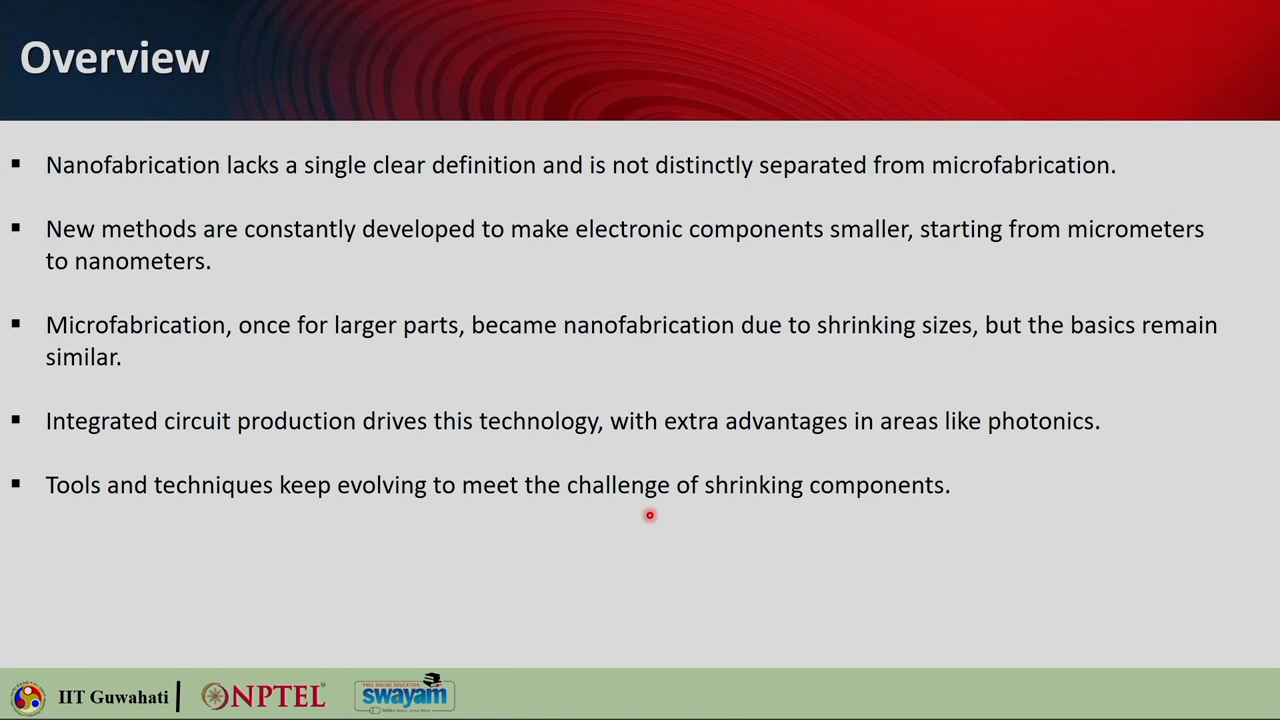 Overview
▪ Nanofabrication lacks a single clear definition and is not distinctly separated from microfabrication.
▪ New methods are constantly developed to make electronic components smaller, starting from micrometers
to nanometers.
▪ Microfabrication, once for larger parts, became nanofabrication due to shrinking sizes, but the basics remain
similar.
▪ Integrated circuit production drives this technology, with extra advantages in areas like photonics.
▪ Tools and techniques keep evolving to meet the challenge of shrinking components.
IIT Guwahati
NPTEL
FREE ONLINE EDUCATION
swayam